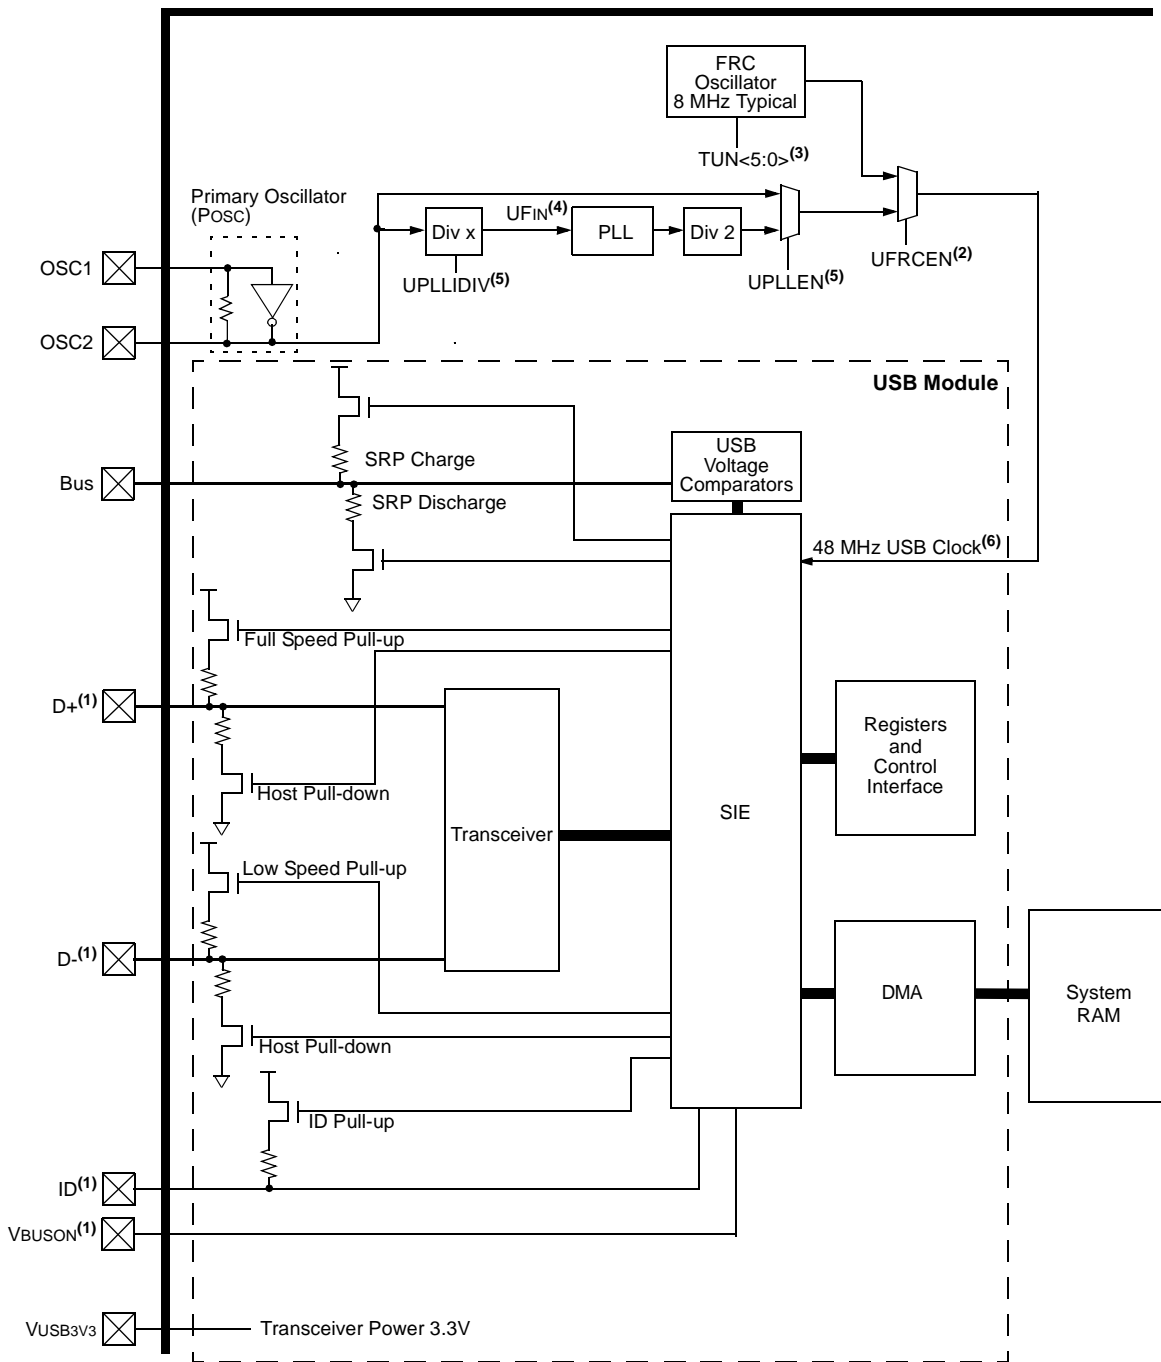 FRC
Oscillator
8 MHz Typical
TUN<5:0>(3)
Primary Oscillator
(POSC)
UFIN(4)
Div x
PLL
Div 2
UPLLIDIV(5)
UPLLEN(5)
UFRCEN(2)
OSC1
OSC2
USB Module
USB
Voltage
Comparators
SRP Charge
Bus
SRP Discharge
48 MHz USB Clock(6)
Full Speed Pull-up
D+(1)
Registers
and
Control
Interface
Host Pull-down
SIE
Transceiver
Low Speed Pull-up
D-(1)
DMA
System
RAM
Host Pull-down
ID Pull-up
ID(1)
VBUSON(1)
VUSB3V3
Transceiver Power 3.3V